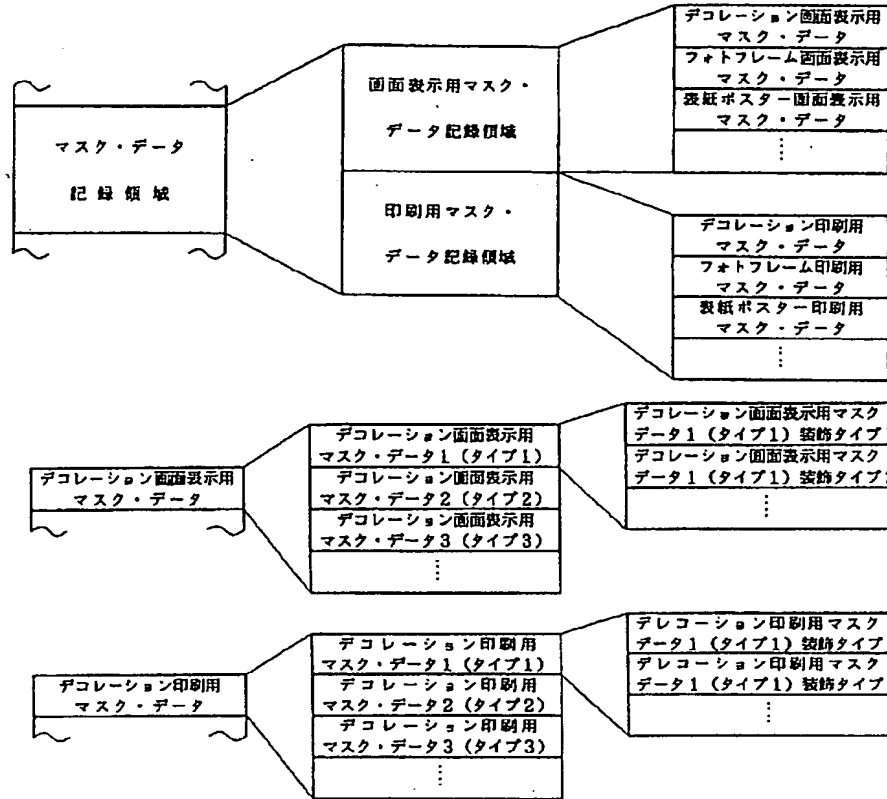 マスク・データ
記録領域
画面表示用マスク・
データ記録領域
印刷用マスク・
データ記録領域
デコレーション画面表示用
マスク・データ
フォトフレーム画面表示用
マスク・データ
表紙ポスター画面表示用
マスク・データ
⋮
デコレーション印刷用
マスク・データ
フォトフレーム印刷用
マスク・データ
表紙ポスター印刷用
マスク・データ
⋮
デコレーション画面表示用
マスク・データ
デコレーション画面表示用
マスク・データ1(タイプ1)
デコレーション画面表示用
マスク・データ2(タイプ2)
デコレーション画面表示用
マスク・データ3(タイプ3)
⋮
デコレーション画面表示用マスク
データ1(タイプ1)装飾タイプ
デコレーション画面表示用マスク
データ1(タイプ1)装飾タイプ
⋮
デコレーション印刷用
マスク・データ
デコレーション印刷用
マスク・データ1(タイプ1)
デコレーション印刷用
マスク・データ2(タイプ2)
デコレーション印刷用
マスク・データ3(タイプ3)
⋮
デレコーション印刷用マスク
データ1(タイプ1)装飾タイプ
デレコーション印刷用マスク
データ1(タイプ1)装飾タイプ
⋮